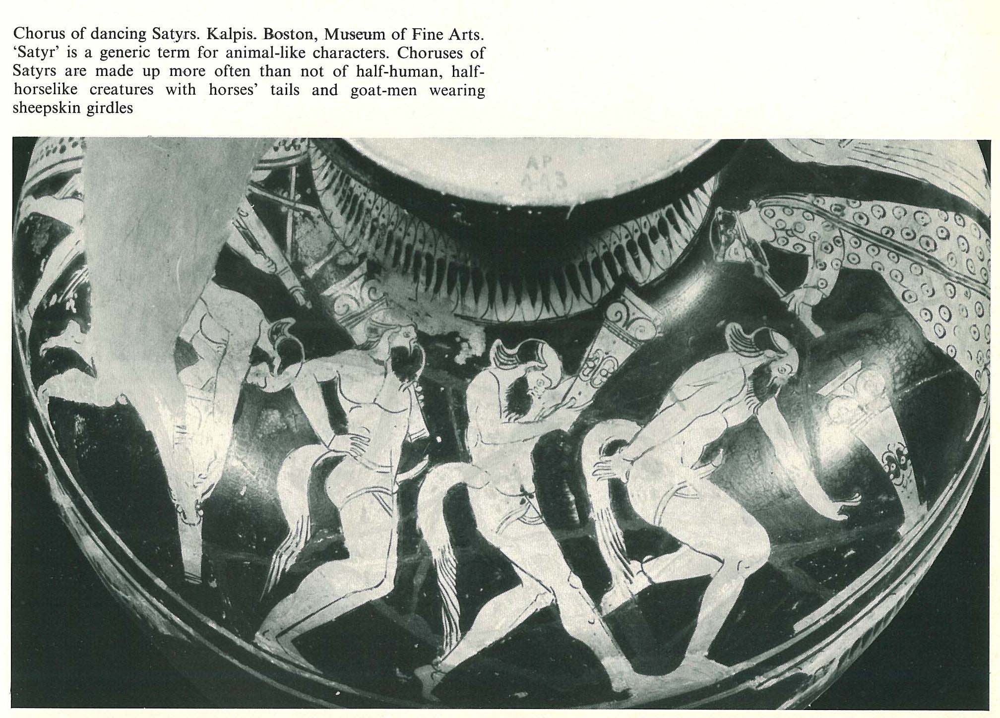 Chorus of dancing Satyrs. Kalpis. Boston, Museum of Fine Arts.
‘Satyr’ is a generic term for animal-like characters. Choruses of
Satyrs are made up more often than not of half-human, half-
horselike creatures with horses’ tails and goat-men wearing
sheepskin girdles
AP